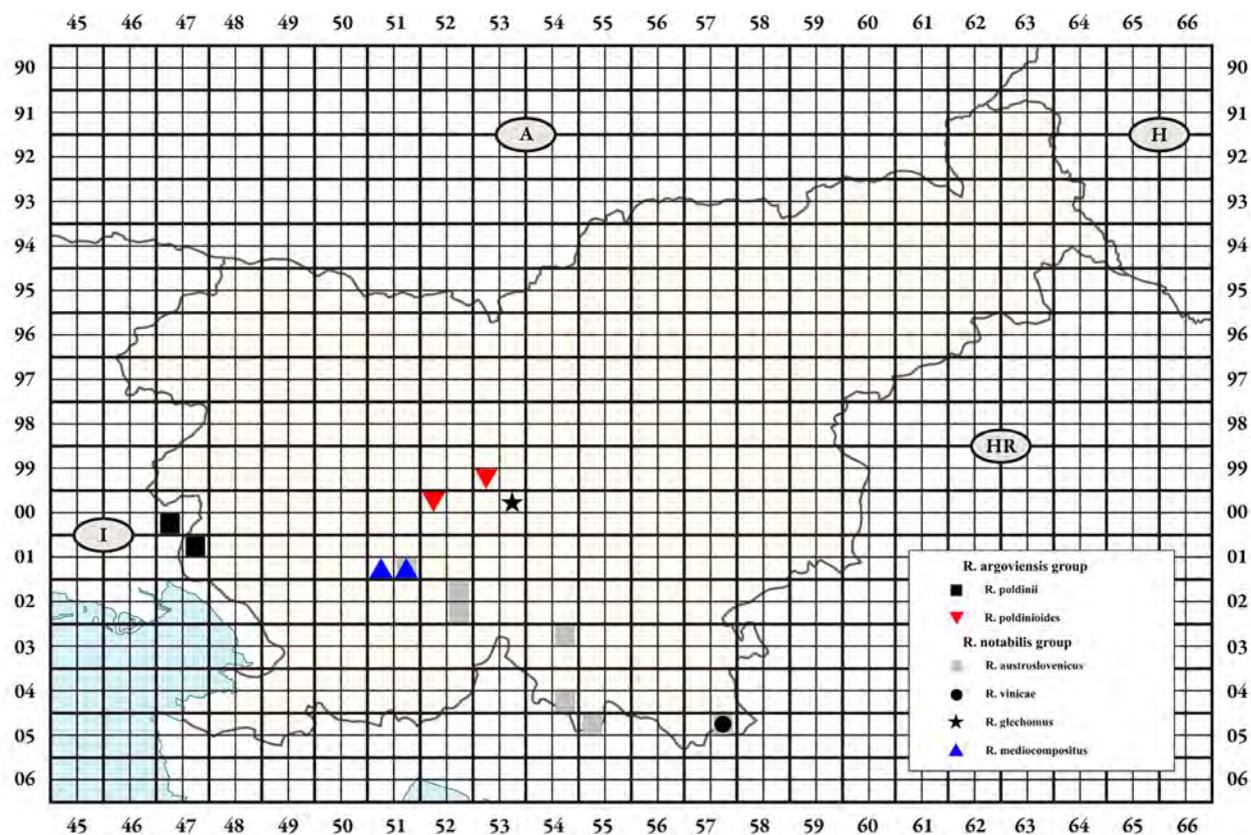 45 46 47 48 49 50 51 52 53 54 55 56 57 58 59 60 61 62 63 64 65 66
90 90
91 91
A H
92 92
93 93
94 94
95 95
96 96
97 97
98 98
HR
99 99
00 00
I
01 01
R. argoviensis group
R. poldinii
02 02
R. poldinioides
R. notabilis group
03 03
R. austroslovenicus
04 04
R. vinicae
R. glechomus
05 05
R. mediocompositus
06 06
45 46 47 48 49 50 51 52 53 54 55 56 57 58 59 60 61 62 63 64 65 66